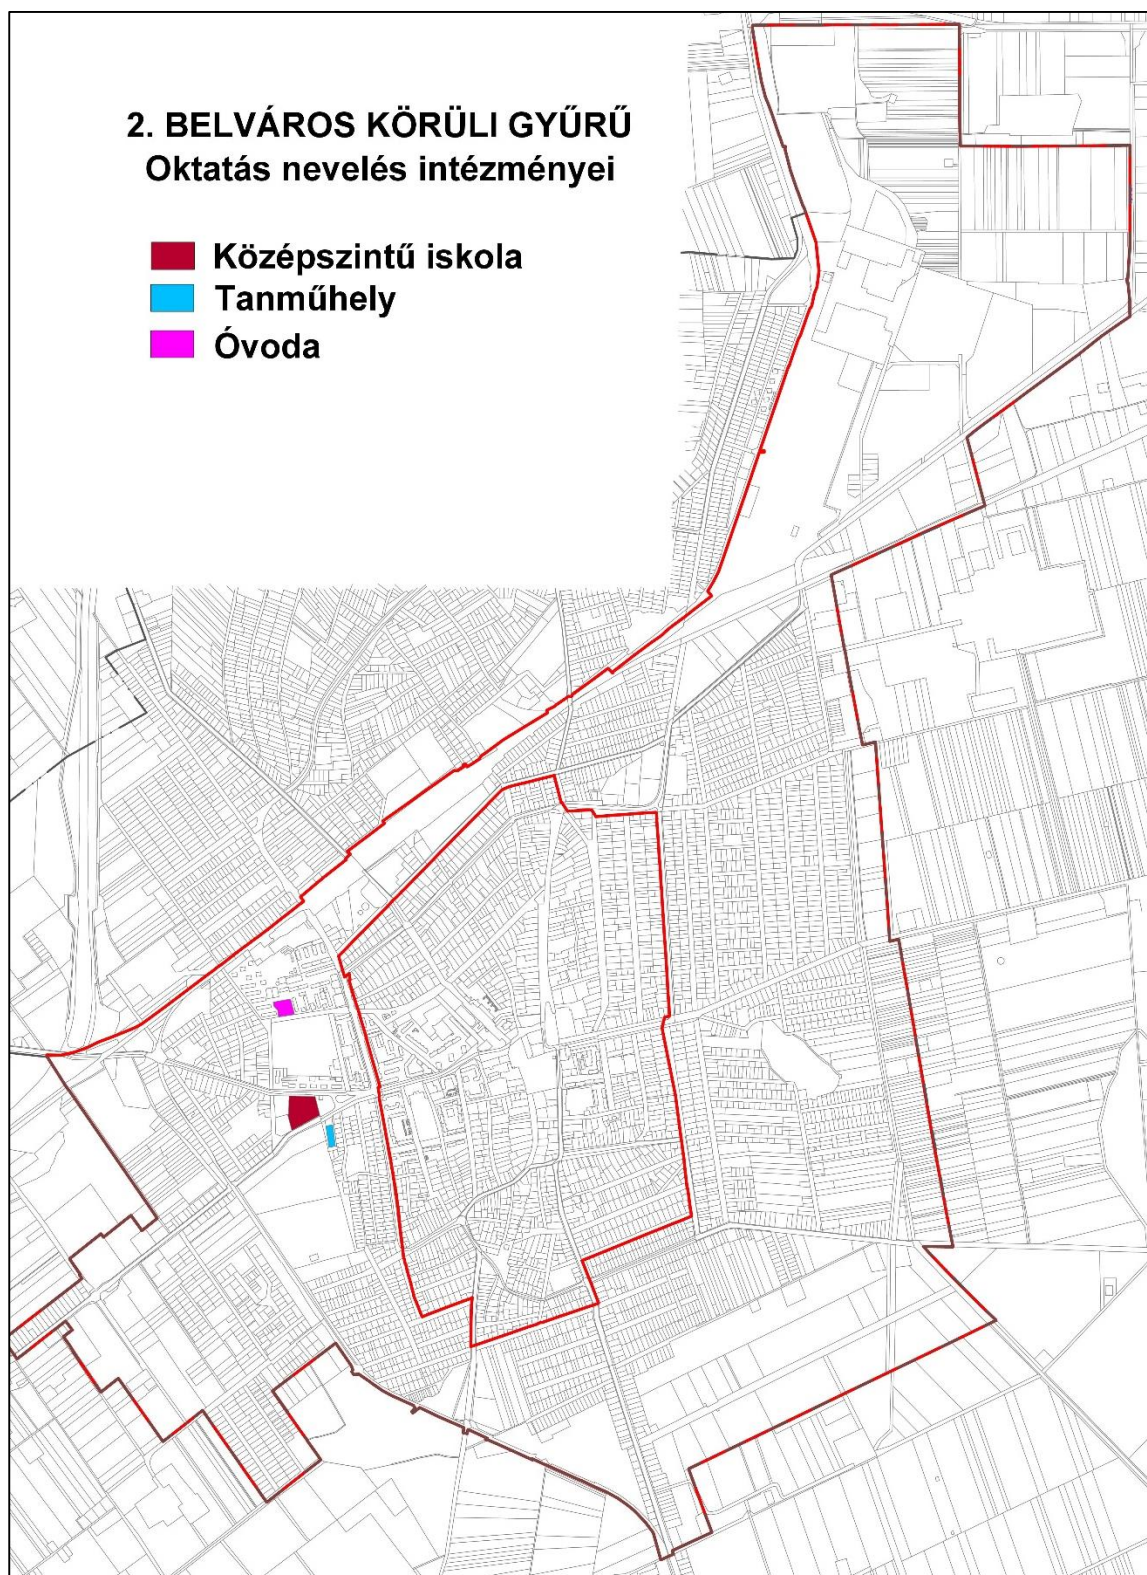 2. BELVÁROS KÖRÜLI GYŰRŰ
Oktatás nevelés intézményei
Középszintű iskola
Tanműhely
Óvoda